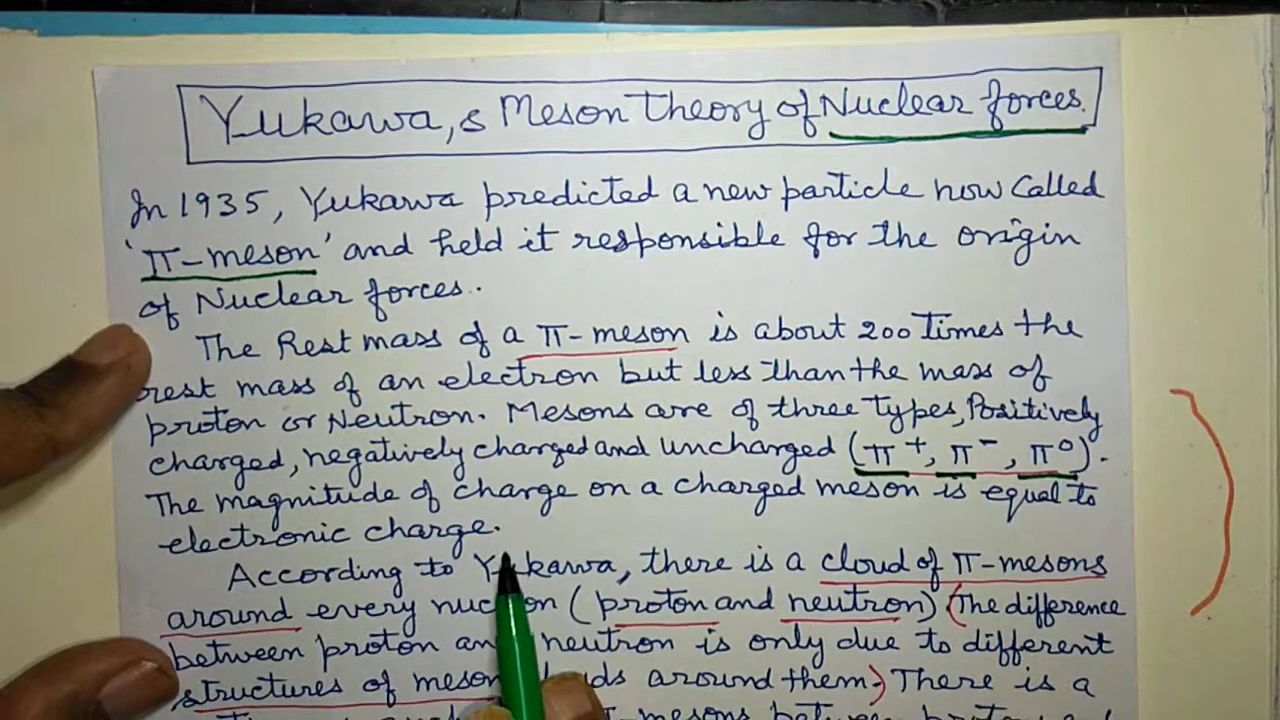 Yukawa,s Meson Theory of Nuclear forces.
In 1935, Yukawa predicted a new particle now Called
'π-meson' and held it responsible for the origin
of Nuclear forces.
The Rest mass of a π-meson is about 200 Times the
rest mass of an electron but less than the mass of
proton or Neutron. Mesons are of three types, Positively
charged, negatively charged and uncharged (π+, π-, π0).
The magnitude of charge on a charged meson is equal to
electronic charge.
According to Yukawa, there is a cloud of π-mesons
around every (proton and neutron) (The difference
between proton neutron is only due to different
structures of meson around them.) There is a
π-mesons between